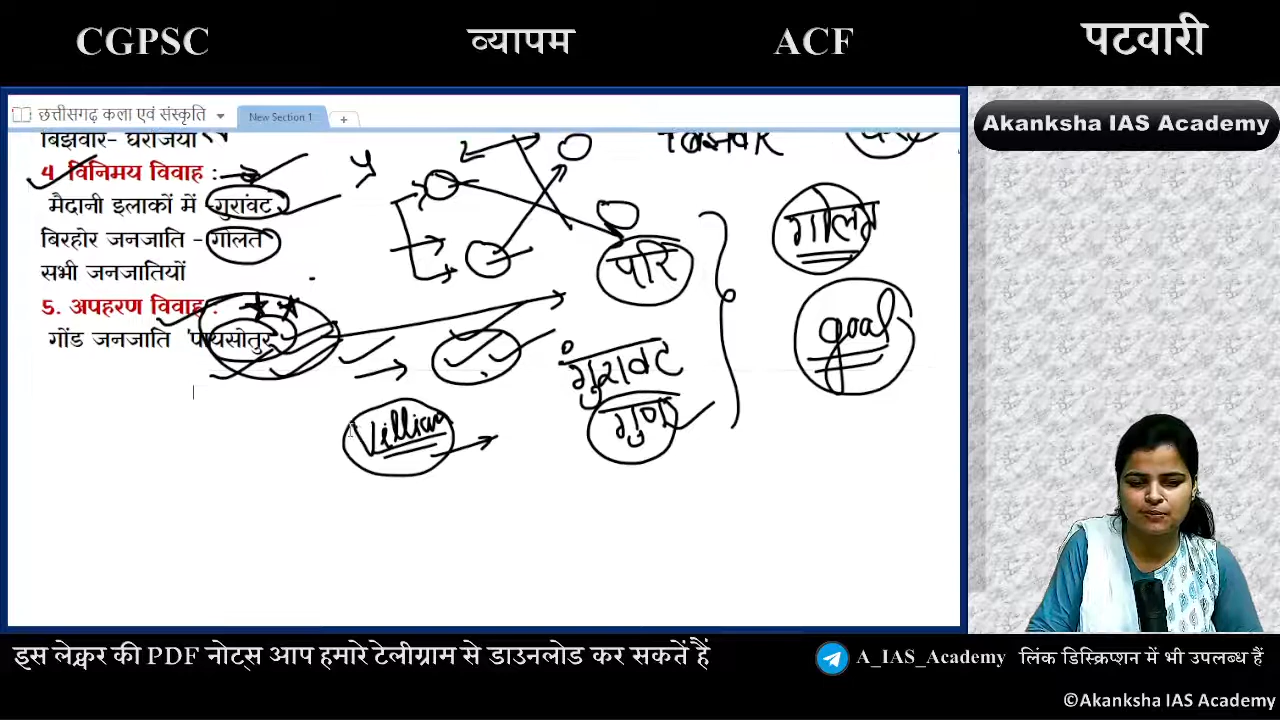 CGPSC व्यापम ACF पटवारी
छत्तीसगढ़ कला एवं संस्कृति New Section 1 +
Akanksha IAS Academy
बिंझवार- घरजिया
4. विनिमय विवाह :
मैदानी इलाकों में - गुरांवट
बिरहोर जनजाति - गोलत
सभी जनजातियों
5. अपहरण विवाह :
गोंड जनजाति 'पायसोतुर
गोलत
goal
गुंरावट
Villian
इस लेक्चर की PDF नोट्स आप हमारे टेलीग्राम से डाउनलोड कर सकतें हैं
A_IAS_Academy लिंक डिस्क्रिप्शन में भी उपलब्ध हैं
©Akanksha IAS Academy